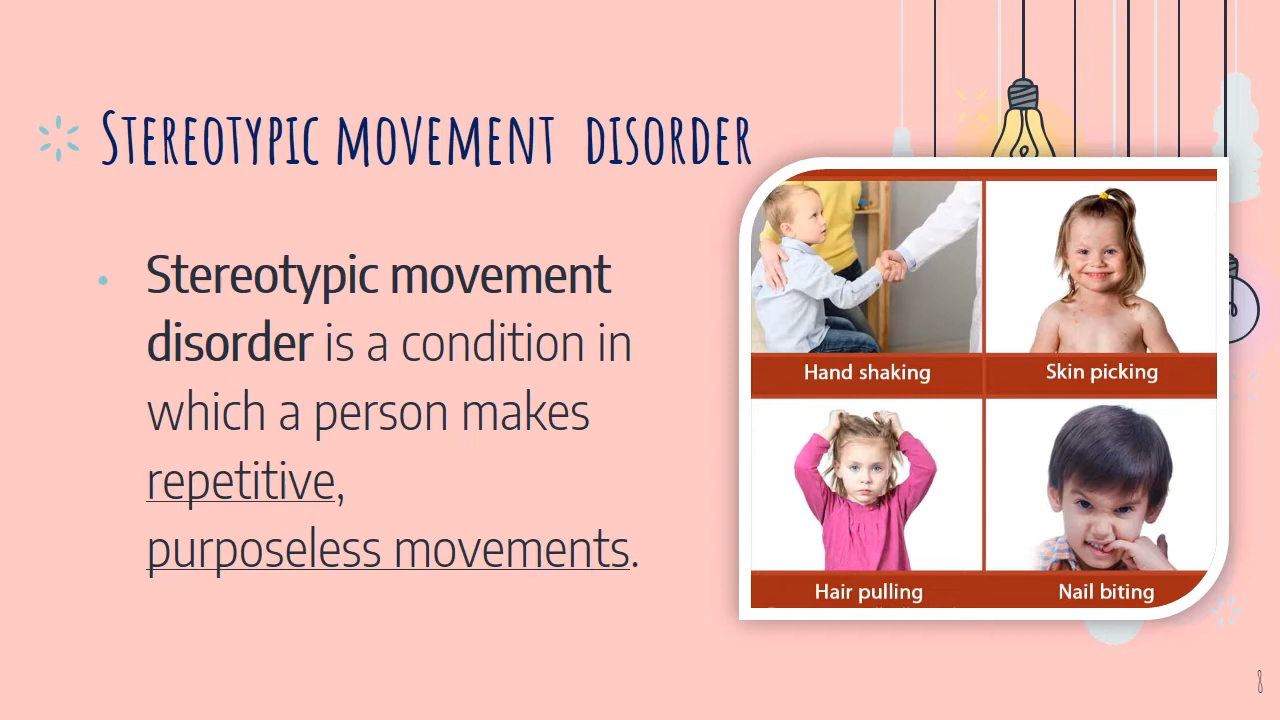 Stereotypic movement disorder
Stereotypic movement
disorder is a condition in
which a person makes
repetitive,
purposeless movements.
Hand shaking
Skin picking
Hair pulling
Nail biting
8